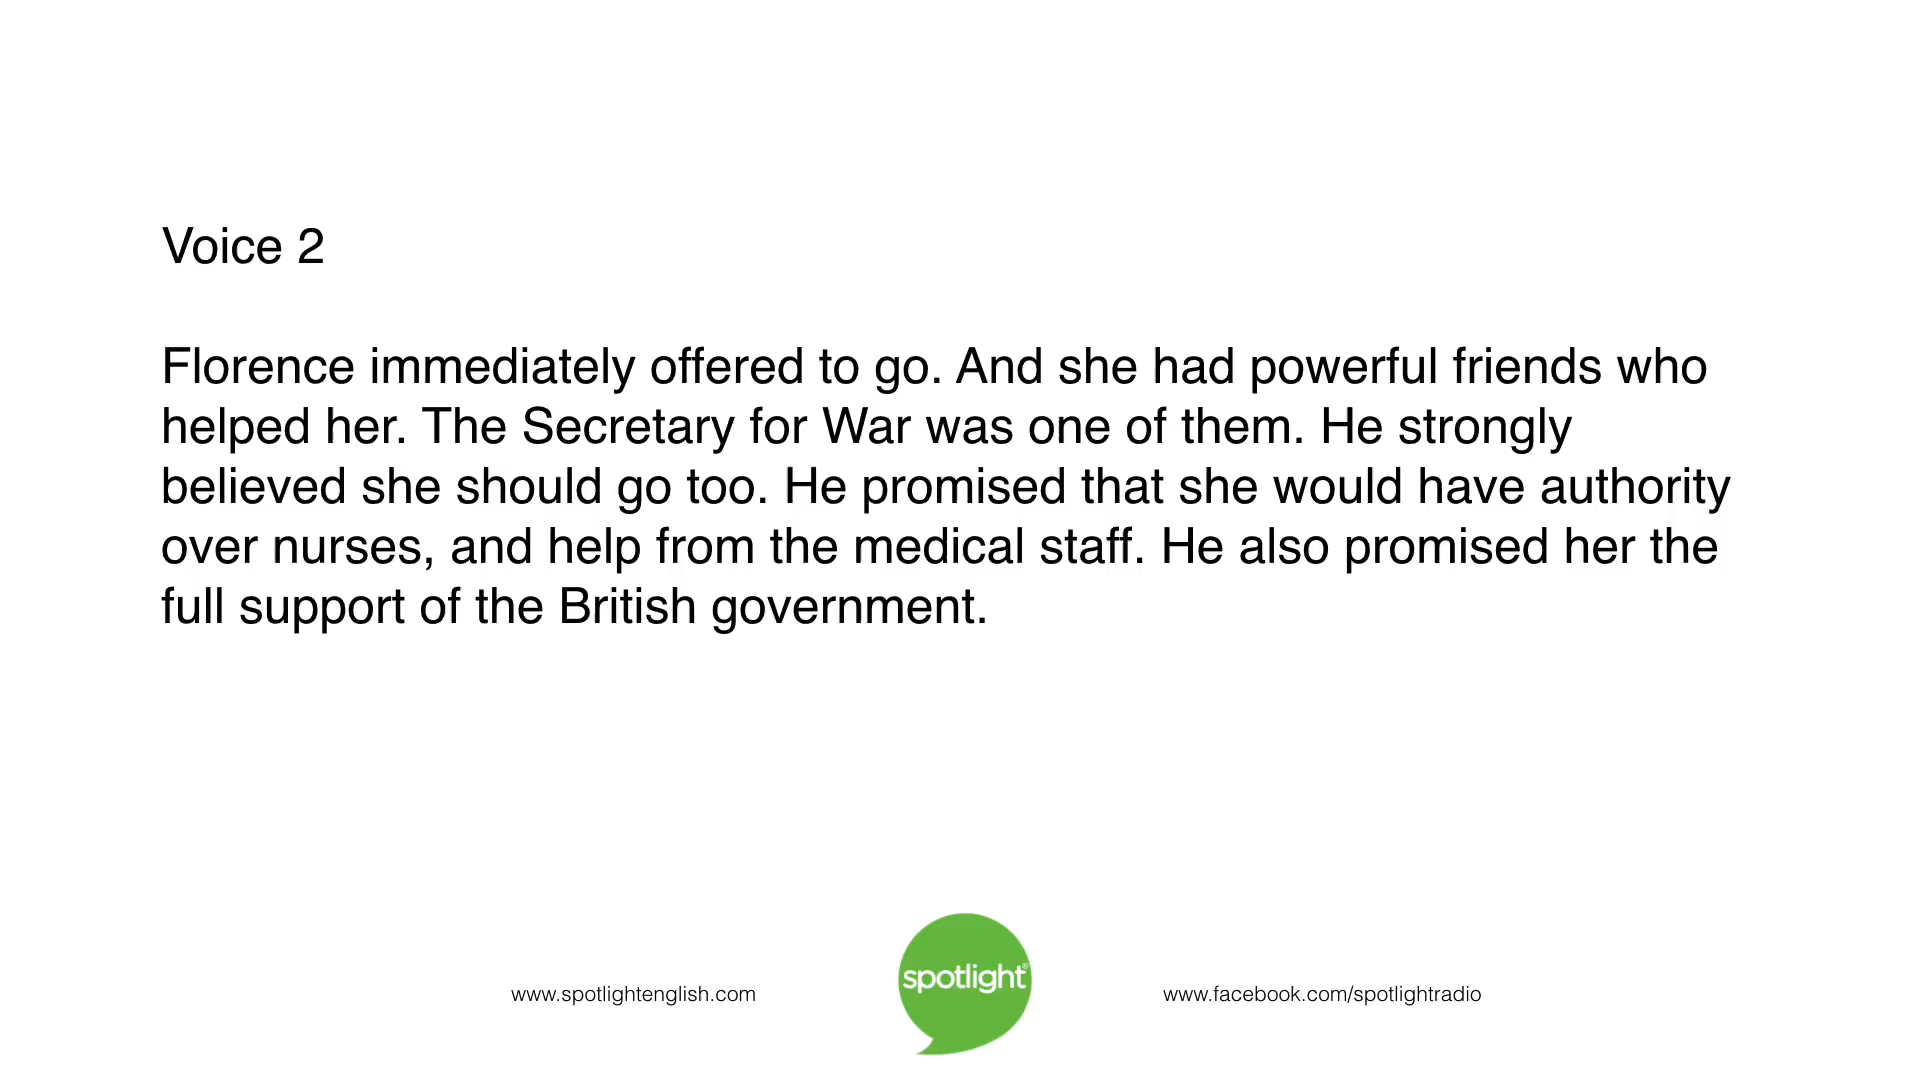 Voice 2
Florence immediately offered to go. And she had powerful friends who
helped her. The Secretary for War was one of them. He strongly
believed she should go too. He promised that she would have authority
over nurses, and help from the medical staff. He also promised her the
full support of the British government.
www.spotlightenglish.com
spotlight®
www.facebook.com/spotlightradio